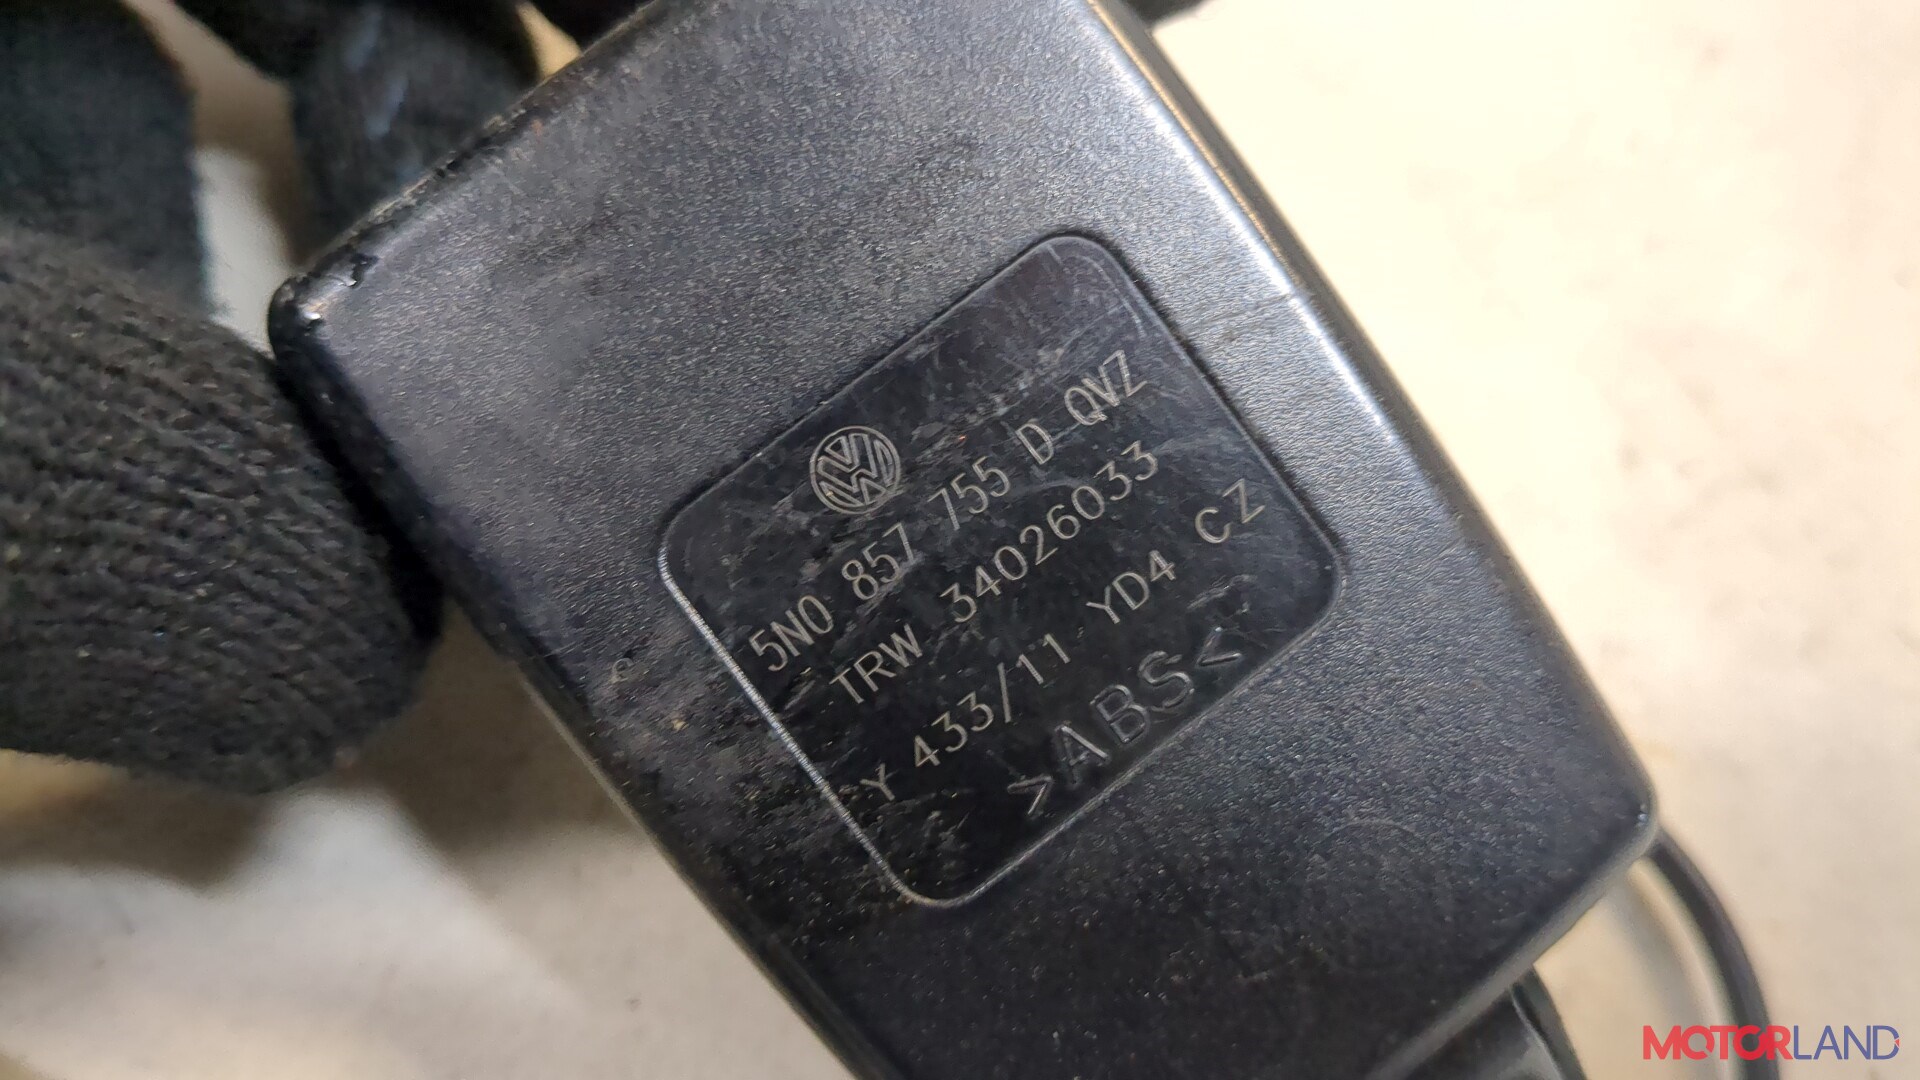 5N0 857 755 D QVZ
TRW 34026033
Y 433/11 YD4 CZ
>ABS<
MOTORLAND